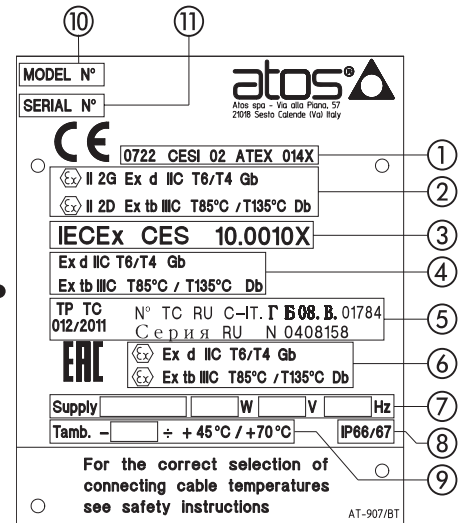 ⑩ ⑪
MODEL N°
SERIAL N°
atos®
Atos spa - Via alla Piana, 57
21018 Sesto Calende (Va) Italy
CE
0722 CESI 02 ATEX 014X ①
Ex II 2G Ex d IIC T6/T4 Gb ②
Ex II 2D Ex tb IIIC T85°C /T135°C Db
IECEx CES 10.0010X ③
Ex d IIC T6/T4 Gb ④
Ex tb IIIC T85°C / T135°C Db
TP TC
012/2011
N° TC RU C-IT.ГБ08.В.01784 ⑤
Серия RU N 0408158
EAC
Ex Ex d IIC T6/T4 Gb ⑥
Ex Ex tb IIIC T85°C /T135°C Db
Supply W V Hz ⑦
Tamb. - ÷ +45°C / +70°C IP66/67 ⑧
⑨
For the correct selection of
connecting cable temperatures
see safety instructions
AT-907/BT